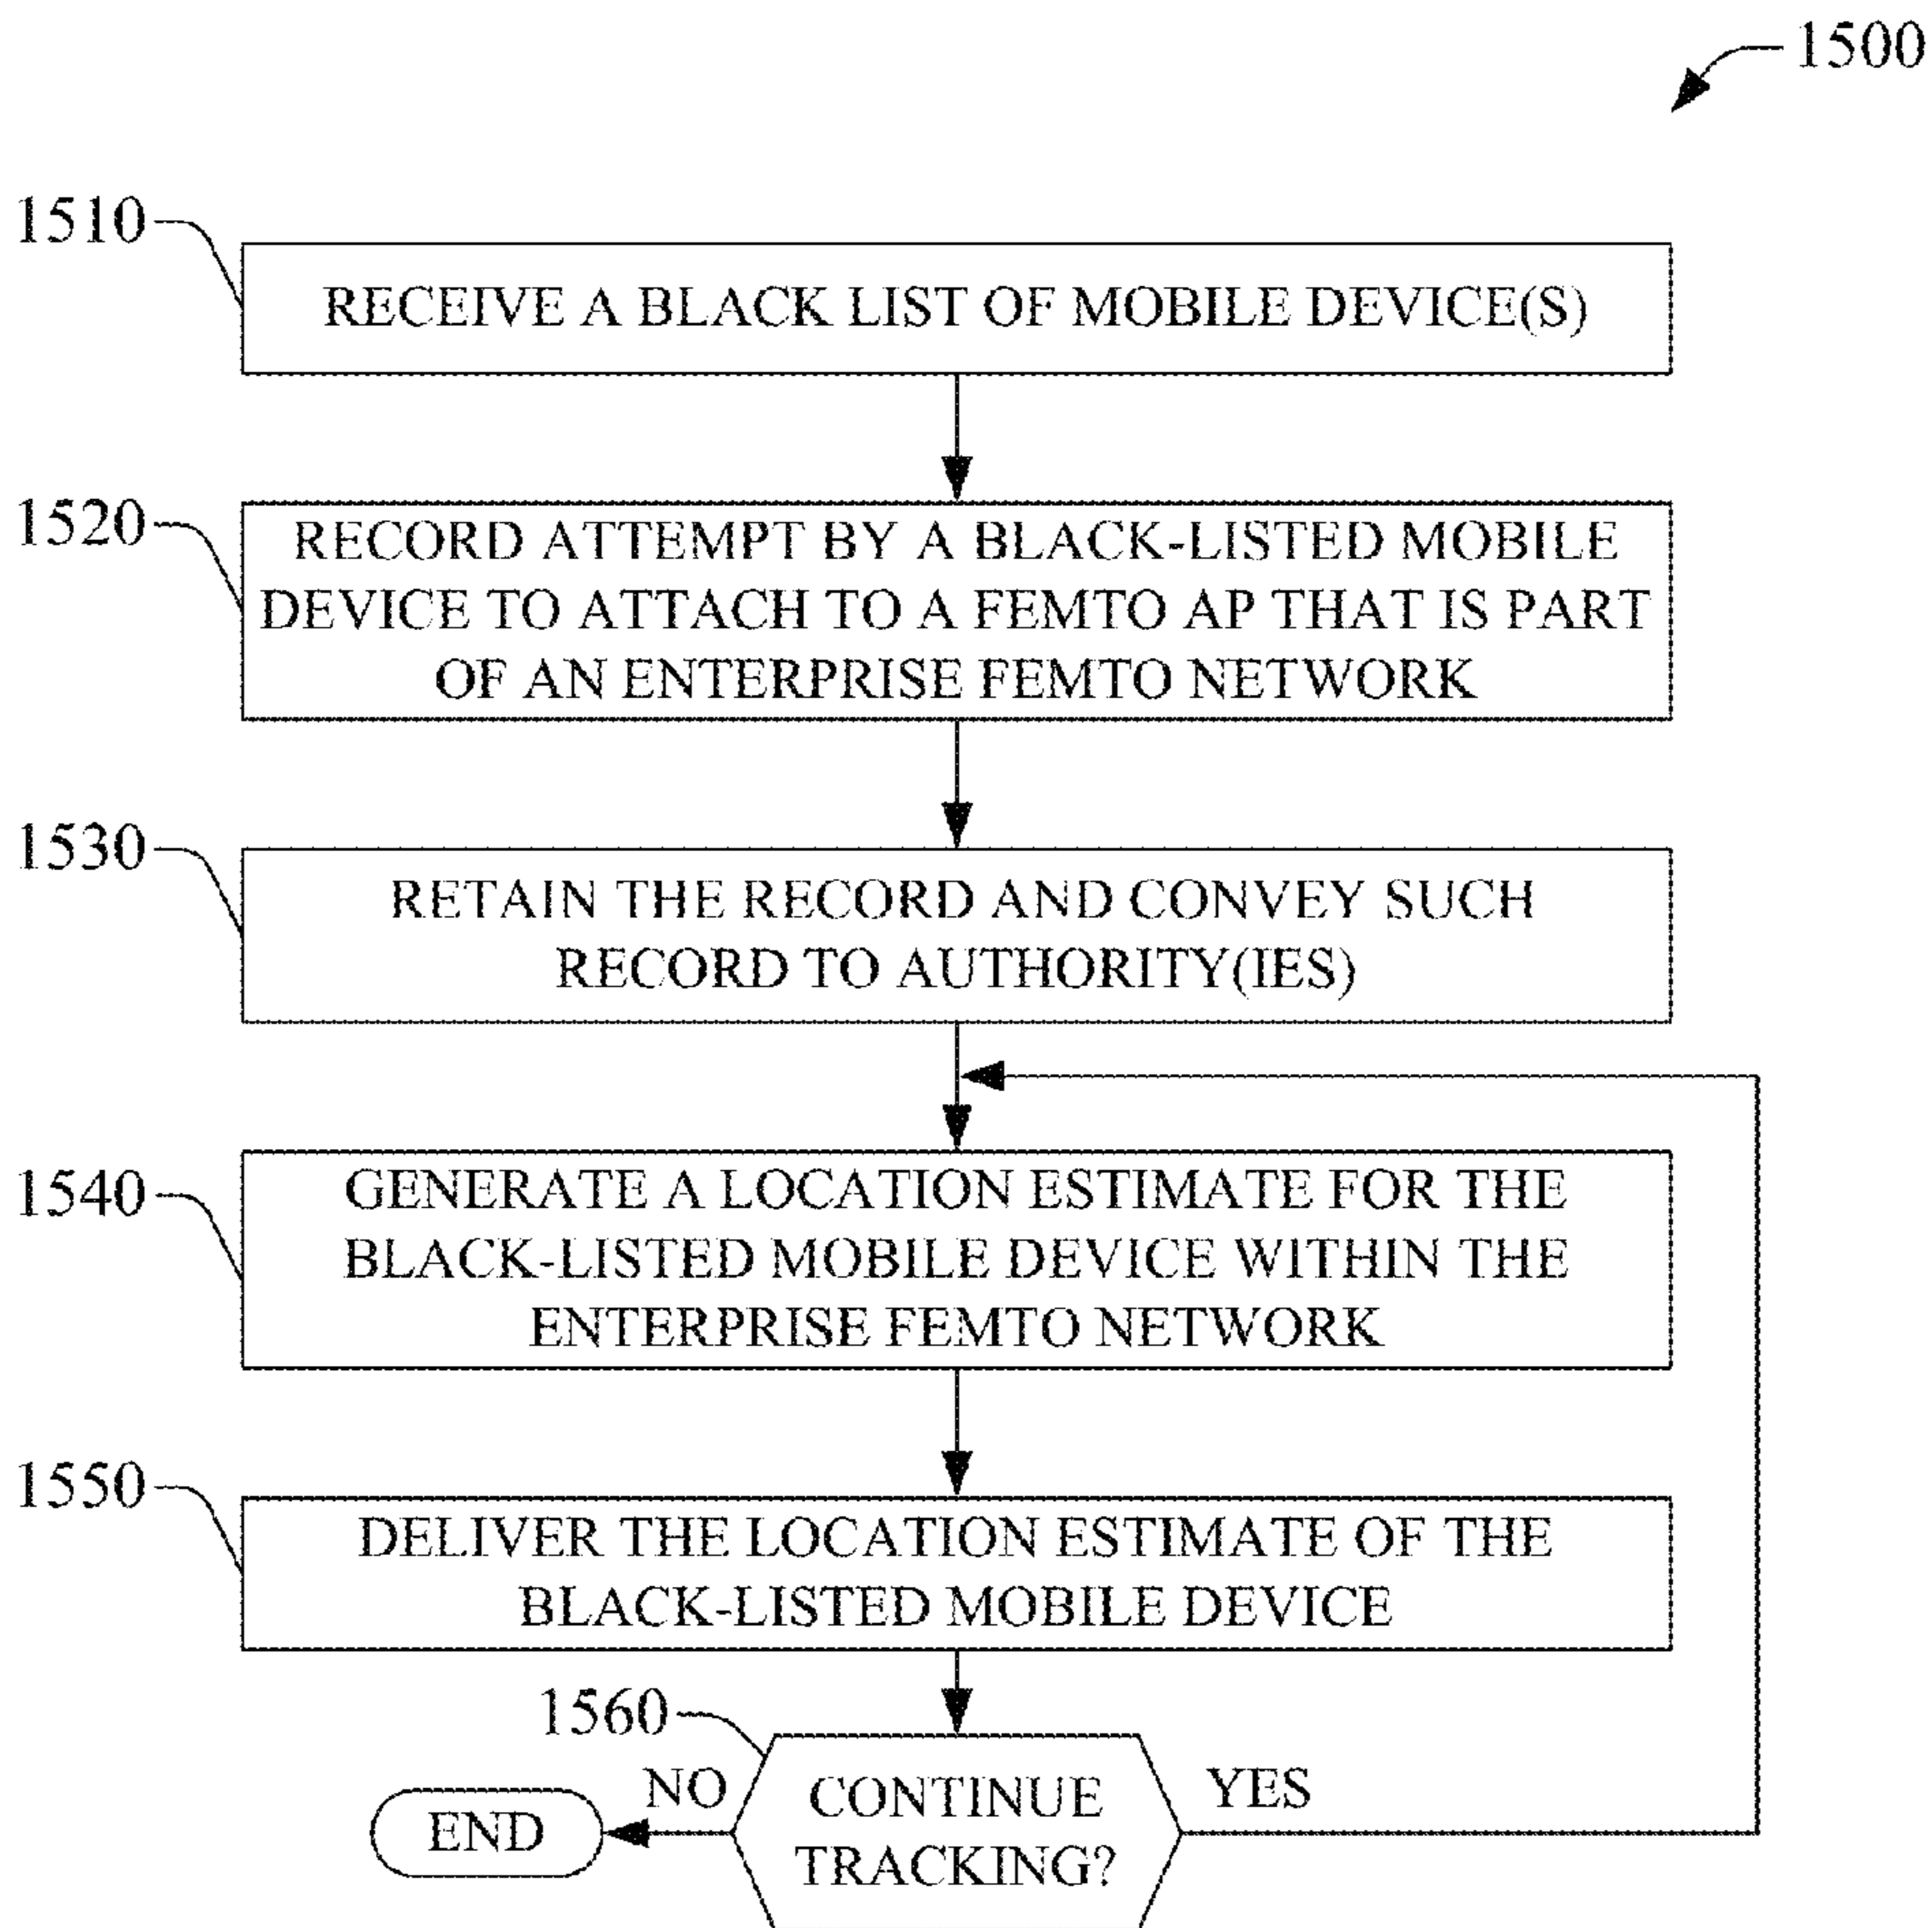 1500
1510
RECEIVE A BLACK LIST OF MOBILE DEVICE(S)
1520
RECORD ATTEMPT BY A BLACK-LISTED MOBILE
DEVICE TO ATTACH TO A FEMTO AP THAT IS PART
OF AN ENTERPRISE FEMTO NETWORK
1530
RETAIN THE RECORD AND CONVEY SUCH
RECORD TO AUTHORITY(IES)
1540
GENERATE A LOCATION ESTIMATE FOR THE
BLACK-LISTED MOBILE DEVICE WITHIN THE
ENTERPRISE FEMTO NETWORK
1550
DELIVER THE LOCATION ESTIMATE OF THE
BLACK-LISTED MOBILE DEVICE
1560
CONTINUE
TRACKING?
NO
YES
END